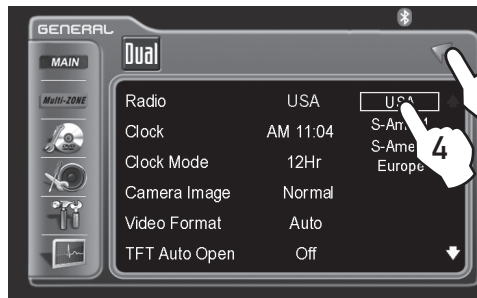 GENERAL
Dual
MAIN
Multi-ZONE
Radio USA USA
Clock AM 11:04
Clock Mode 12Hr
Camera Image Normal Europe
Video Format Auto
TFT Auto Open Off
4